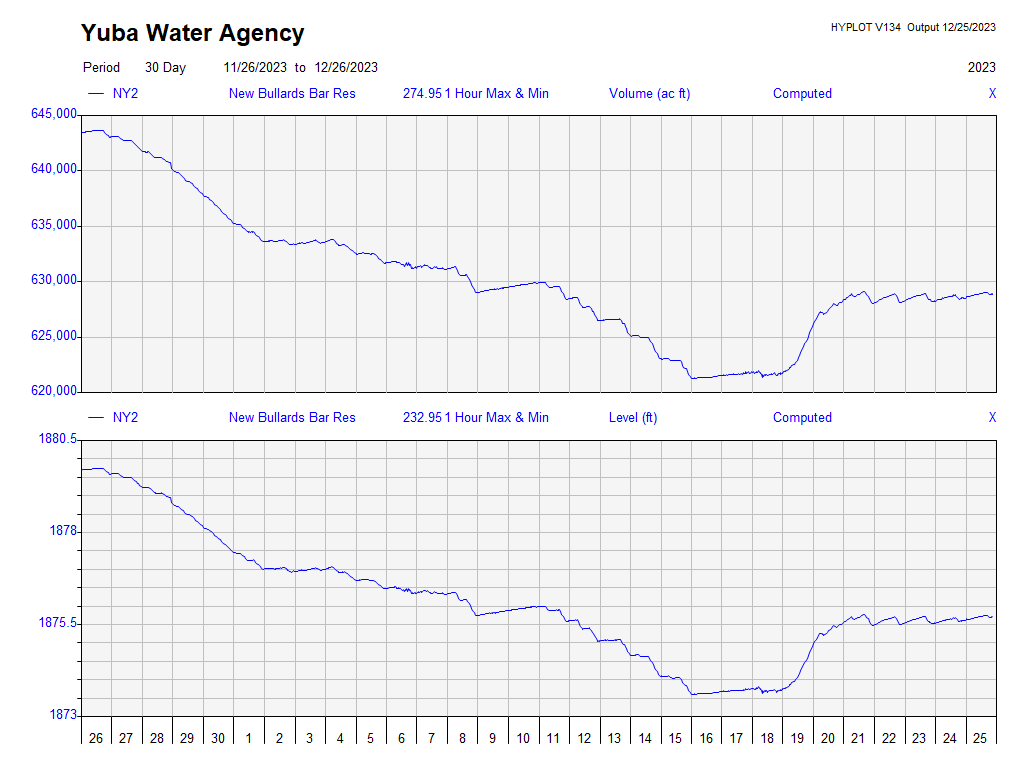 Yuba Water Agency
HYPLOT V134 Output 12/25/2023
Period 30 Day 11/26/2023 to 12/26/2023 2023
NY2 New Bullards Bar Res 274.95 1 Hour Max & Min Volume (ac ft) Computed X
645,000
640,000
635,000
630,000
625,000
620,000
NY2 New Bullards Bar Res 232.95 1 Hour Max & Min Level (ft) Computed X
1880.5
1878
1875.5
1873
26 27 28 29 30 1 2 3 4 5 6 7 8 9 10 11 12 13 14 15 16 17 18 19 20 21 22 23 24 25